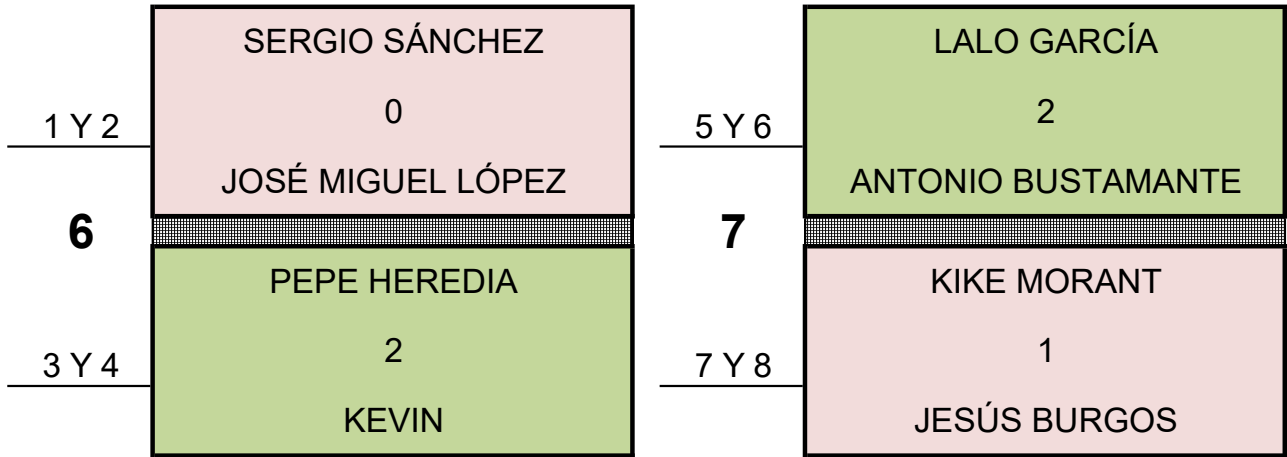 SERGIO SÁNCHEZ
0
1 Y 2
JOSÉ MIGUEL LÓPEZ
6
PEPE HEREDIA
2
3 Y 4
KEVIN
LALO GARCÍA
2
5 Y 6
ANTONIO BUSTAMANTE
7
KIKE MORANT
1
7 Y 8
JESÚS BURGOS